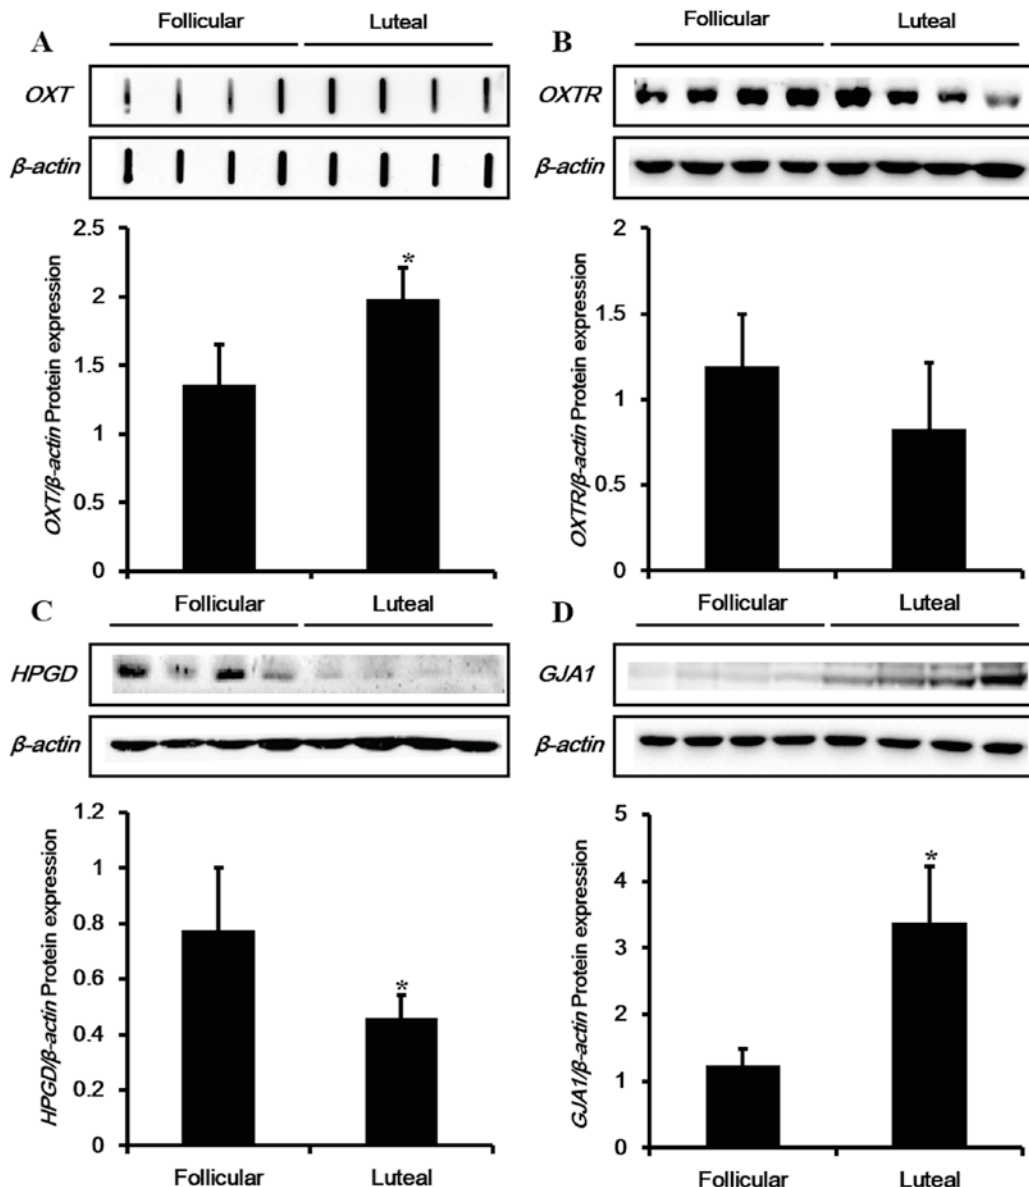 Follicular Luteal
A
OXT
β-actin
OXT/β-actin Protein expression
2.5
2
1.5
1
0.5
0
*
Follicular Luteal
Follicular Luteal
B
OXTR
β-actin
OXTR/β-actin Protein expression
2
1.5
1
0.5
0
Follicular Luteal
C
HPGD
β-actin
HPGD/β-actin Protein expression
1.2
1
0.8
0.6
0.4
0.2
0
*
Follicular Luteal
D
GJA1
β-actin
GJA1/β-actin Protein expression
5
4
3
2
1
0
*
Follicular Luteal